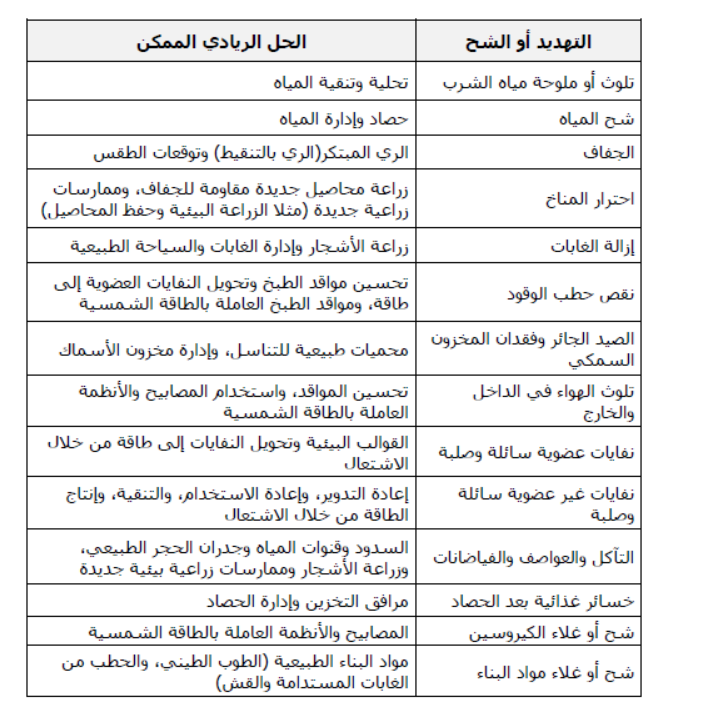 التهديد أو الشح
الحل الريادي الممكن
تلوث أو ملوحة مياه الشرب
تحلية وتنقية المياه
شح المياه
حصاد وإدارة المياه
الجفاف
الري المبتكر(الري بالتنقيط) وتوقعات الطقس
احترار المناخ
زراعة محاصيل جديدة مقاومة للجفاف، وممارسات
زراعية جديدة (مثلا الزراعة البيئية وحفظ المحاصيل)
إزالة الغابات
زراعة الأشجار وإدارة الغابات والسياحة الطبيعية
نقص حطب الوقود
تحسين مواقد الطبخ وتحويل النفايات العضوية إلى
طاقة، ومواقد الطبخ العاملة بالطاقة الشمسية
الصيد الجائر وفقدان المخزون
السمكي
محميات طبيعية للتناسل، وإدارة مخزون الأسماك
تلوث الهواء في الداخل
والخارج
تحسين المواقد، واستخدام المصابيح والأنظمة
العاملة بالطاقة الشمسية
نفايات عضوية سائلة وصلبة
القوالب البيئية وتحويل النفايات إلى طاقة من خلال
الاشتعال
نفايات غير عضوية سائلة
وصلبة
إعادة التدوير، وإعادة الاستخدام، والتنقية، وإنتاج
الطاقة من خلال الاشتعال
التآكل والعواصف والفياضانات
السدود وقنوات المياه وجدران الحجر الطبيعي،
وزراعة الأشجار وممارسات زراعية بيئية جديدة
خسائر غذائية بعد الحصاد
مرافق التخزين وإدارة الحصاد
شح أو غلاء الكيروسين
المصابيح والأنظمة العاملة بالطاقة الشمسية
شح أو غلاء مواد البناء
مواد البناء الطبيعية (الطوب الطيني، والحطب من
الغابات المستدامة والقش)